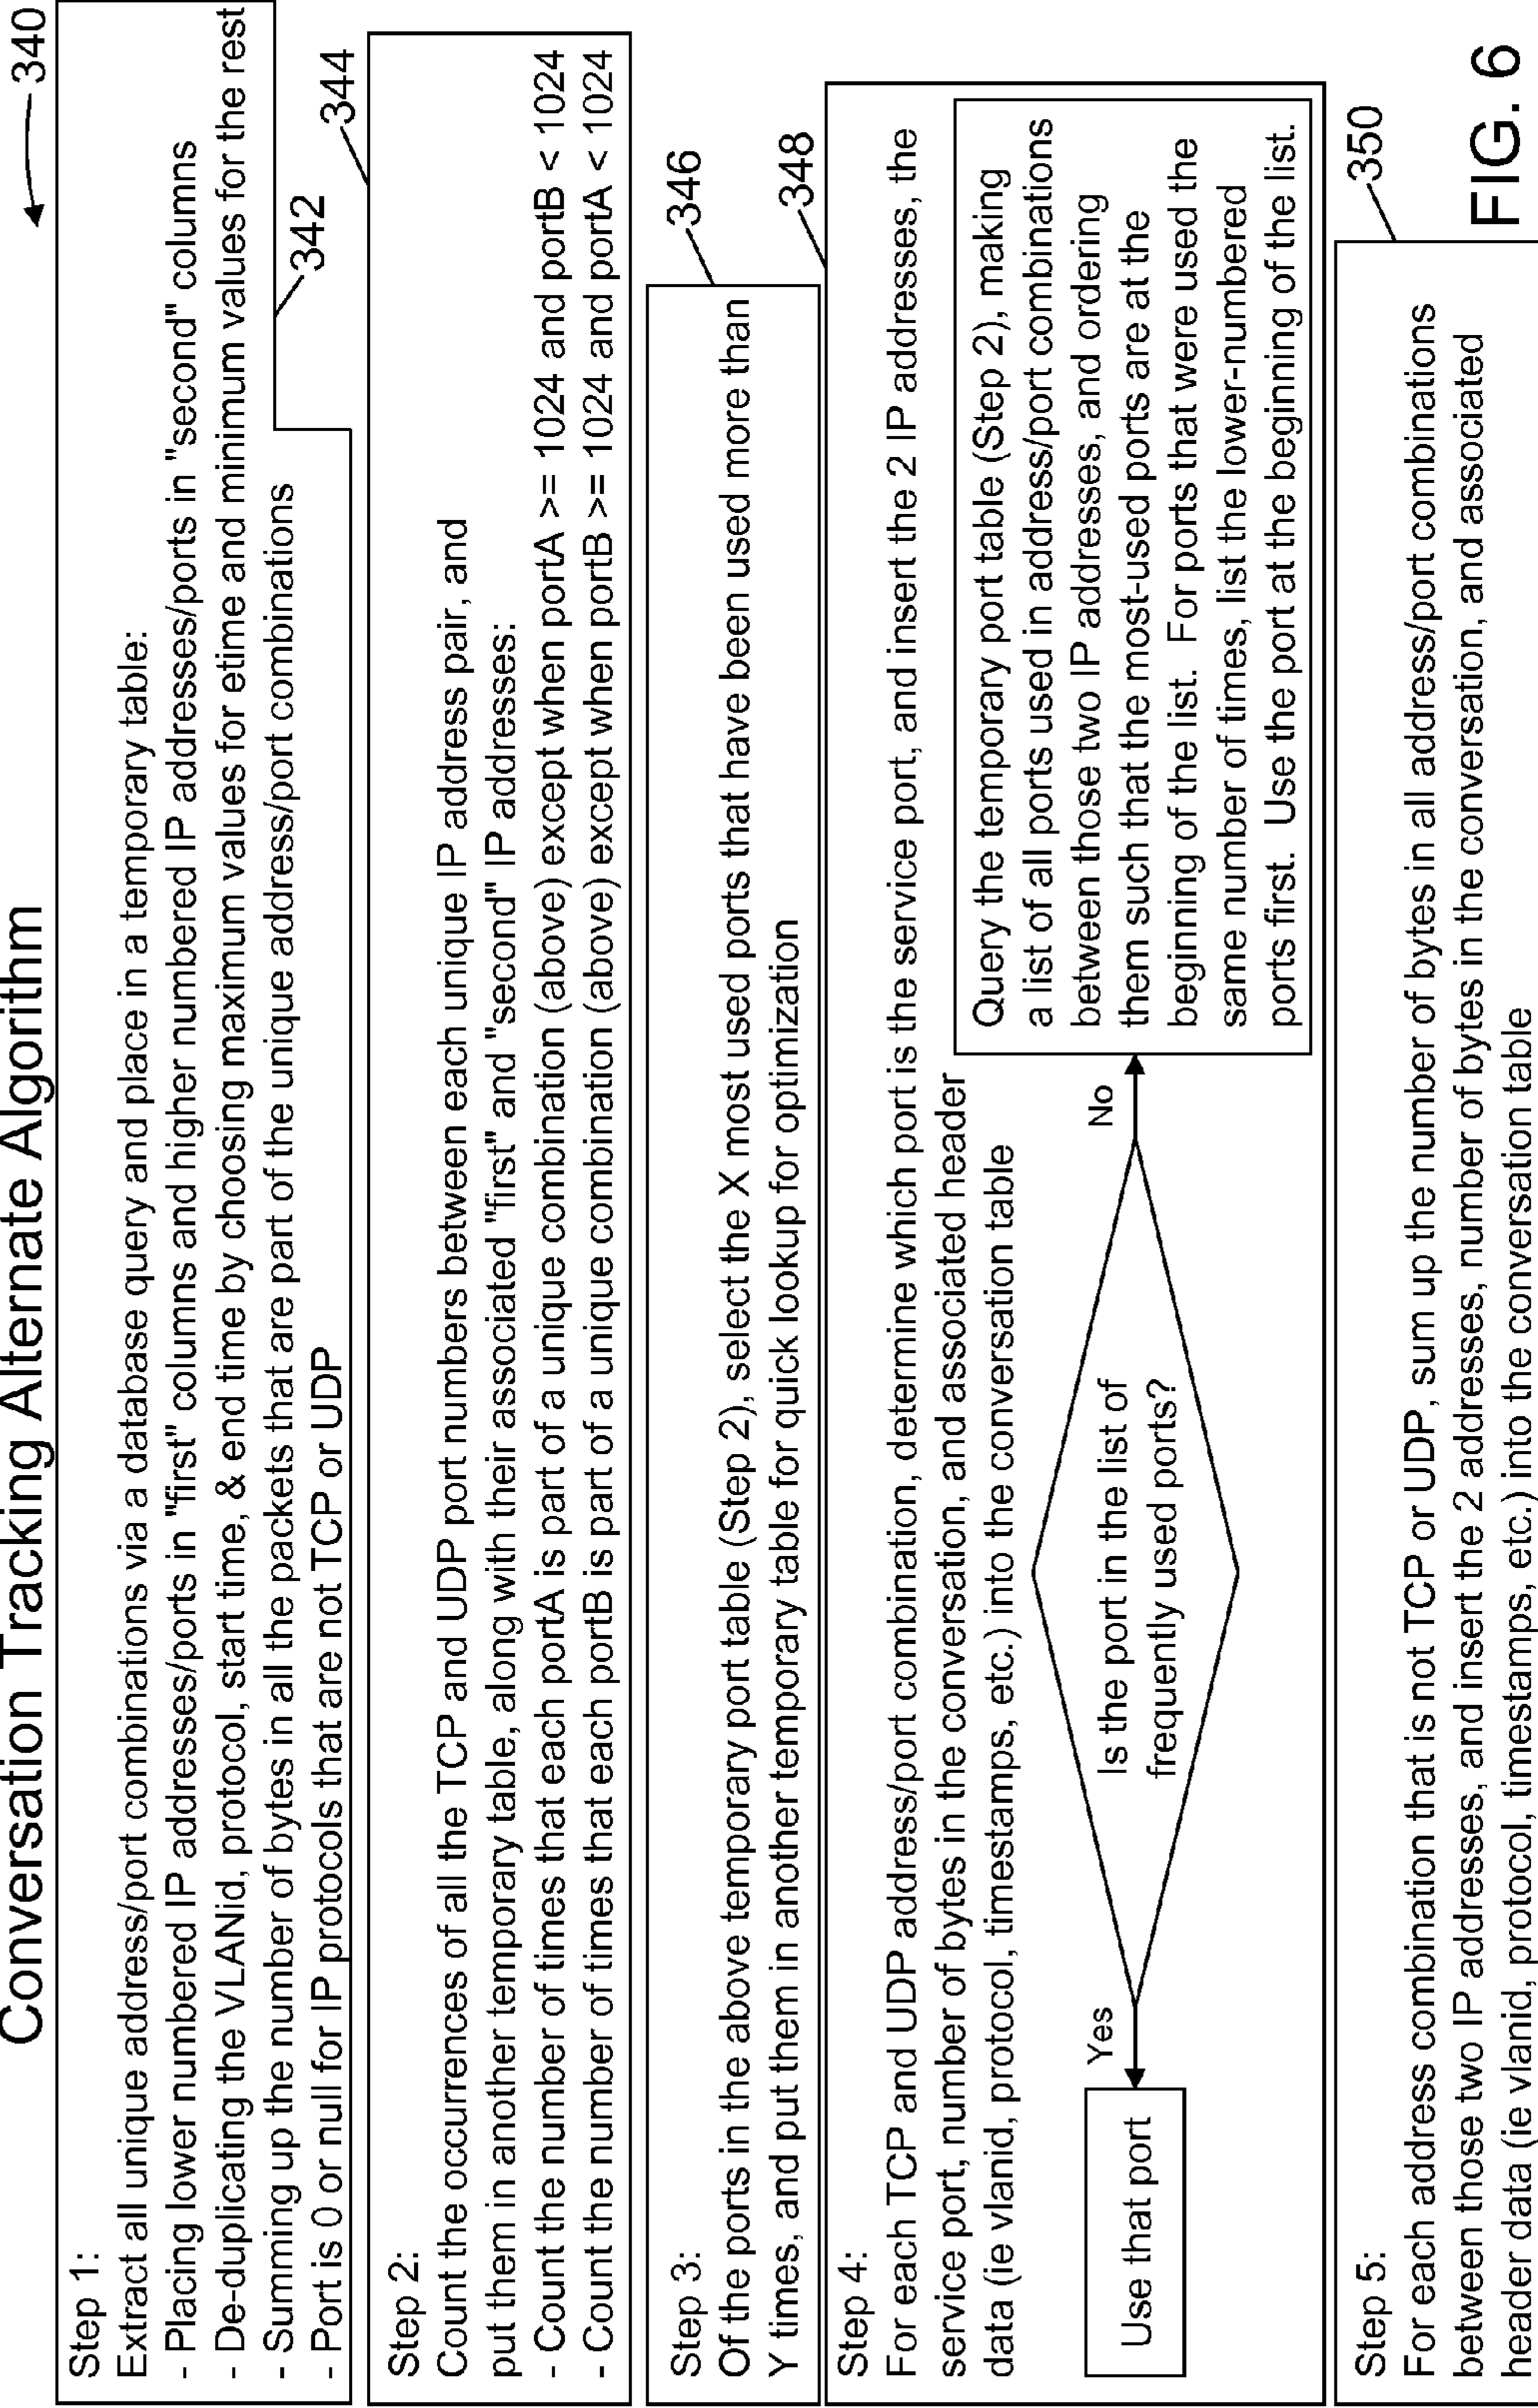 Conversation Tracking Alternate Algorithm
340
Step 1:
Extract all unique address/port combinations via a database query and place in a temporary table:
- Placing lower numbered IP addresses/ports in "first" columns and higher numbered IP addresses/ports in "second" columns
- De-duplicating the VLANid, protocol, start time, & end time by choosing maximum values for etime and minimum values for the rest
- Summing up the number of bytes in all the packets that are part of the unique address/port combinations
- Port is 0 or null for IP protocols that are not TCP or UDP
342
344
Step 2:
Count the occurrences of all the TCP and UDP port numbers between each unique IP address pair, and
put them in another temporary table, along with their associated "first" and "second" IP addresses:
- Count the number of times that each portA is part of a unique combination (above) except when portA >= 1024 and portB < 1024
- Count the number of times that each portB is part of a unique combination (above) except when portB >= 1024 and portA < 1024
346
Step 3:
Of the ports in the above temporary port table (Step 2), select the X most used ports that have been used more than
Y times, and put them in another temporary table for quick lookup for optimization
348
Step 4:
For each TCP and UDP address/port combination, determine which port is the service port, and insert the 2 IP addresses, the
service port, number of bytes in the conversation, and associated header
data (ie vlanid, protocol, timestamps, etc.) into the conversation table
Is the port in the list of
frequently used ports?
Yes
Use that port
No
Query the temporary port table (Step 2), making
a list of all ports used in address/port combinations
between those two IP addresses, and ordering
them such that the most-used ports are at the
beginning of the list. For ports that were used the
same number of times, list the lower-numbered
ports first. Use the port at the beginning of the list.
350
Step 5:
For each address combination that is not TCP or UDP, sum up the number of bytes in all address/port combinations
between those two IP addresses, and insert the 2 addresses, number of bytes in the conversation, and associated
header data (ie vlanid, protocol, timestamps, etc.) into the conversation table
FIG. 6